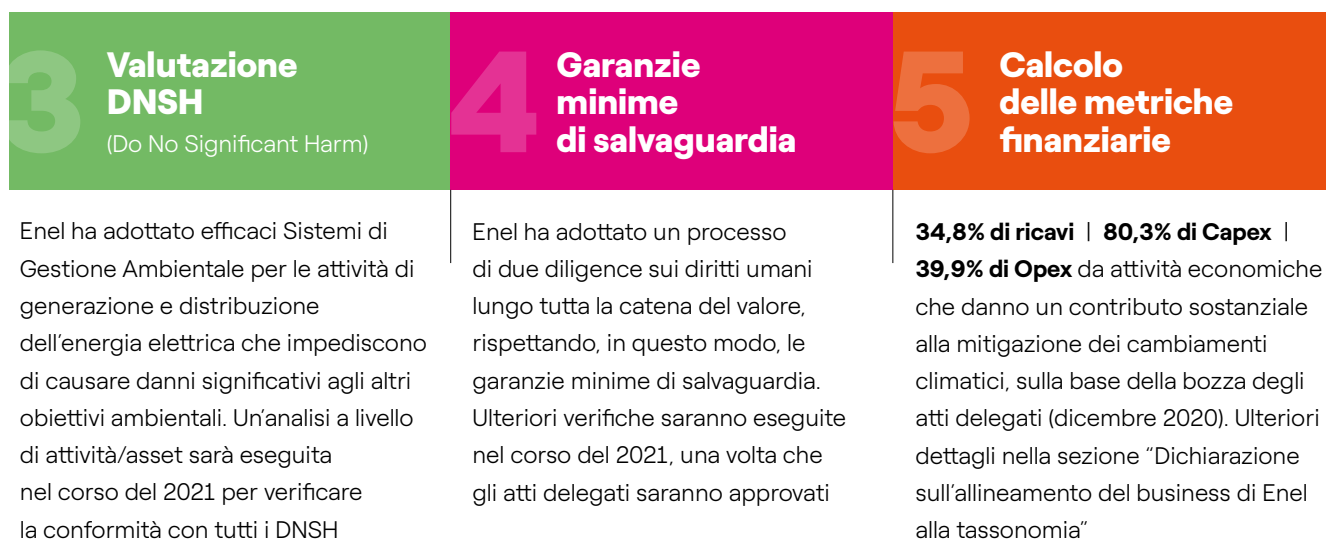 3
Valutazione
DNSH
(Do No Significant Harm)
Enel ha adottato efficaci Sistemi di
Gestione Ambientale per le attività di
generazione e distribuzione
dell’energia elettrica che impediscono
di causare danni significativi agli altri
obiettivi ambientali. Un’analisi a livello
di attività/asset sarà eseguita
nel corso del 2021 per verificare
la conformità con tutti i DNSH
4
Garanzie
minime
di salvaguardia
Enel ha adottato un processo
di due diligence sui diritti umani
lungo tutta la catena del valore,
rispettando, in questo modo, le
garanzie minime di salvaguardia.
Ulteriori verifiche saranno eseguite
nel corso del 2021, una volta che
gli atti delegati saranno approvati
5
Calcolo
delle metriche
finanziarie
34,8% di ricavi | 80,3% di Capex |
39,9% di Opex da attività economiche
che danno un contributo sostanziale
alla mitigazione dei cambiamenti
climatici, sulla base della bozza degli
atti delegati (dicembre 2020). Ulteriori
dettagli nella sezione “Dichiarazione
sull’allineamento del business di Enel
alla tassonomia”